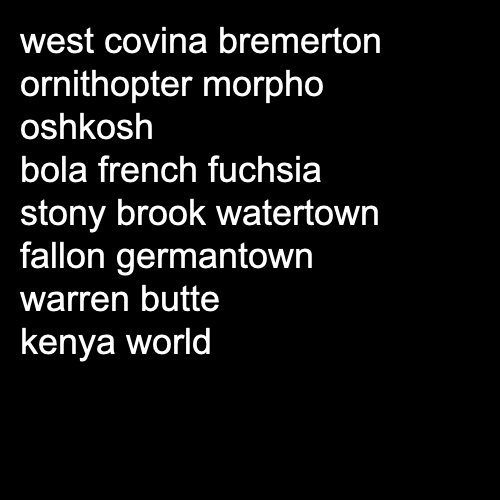 west covina bremerton
ornithopter morpho
oshkosh
bola french fuchsia
stony brook watertown
fallon germantown
warren butte
kenya world